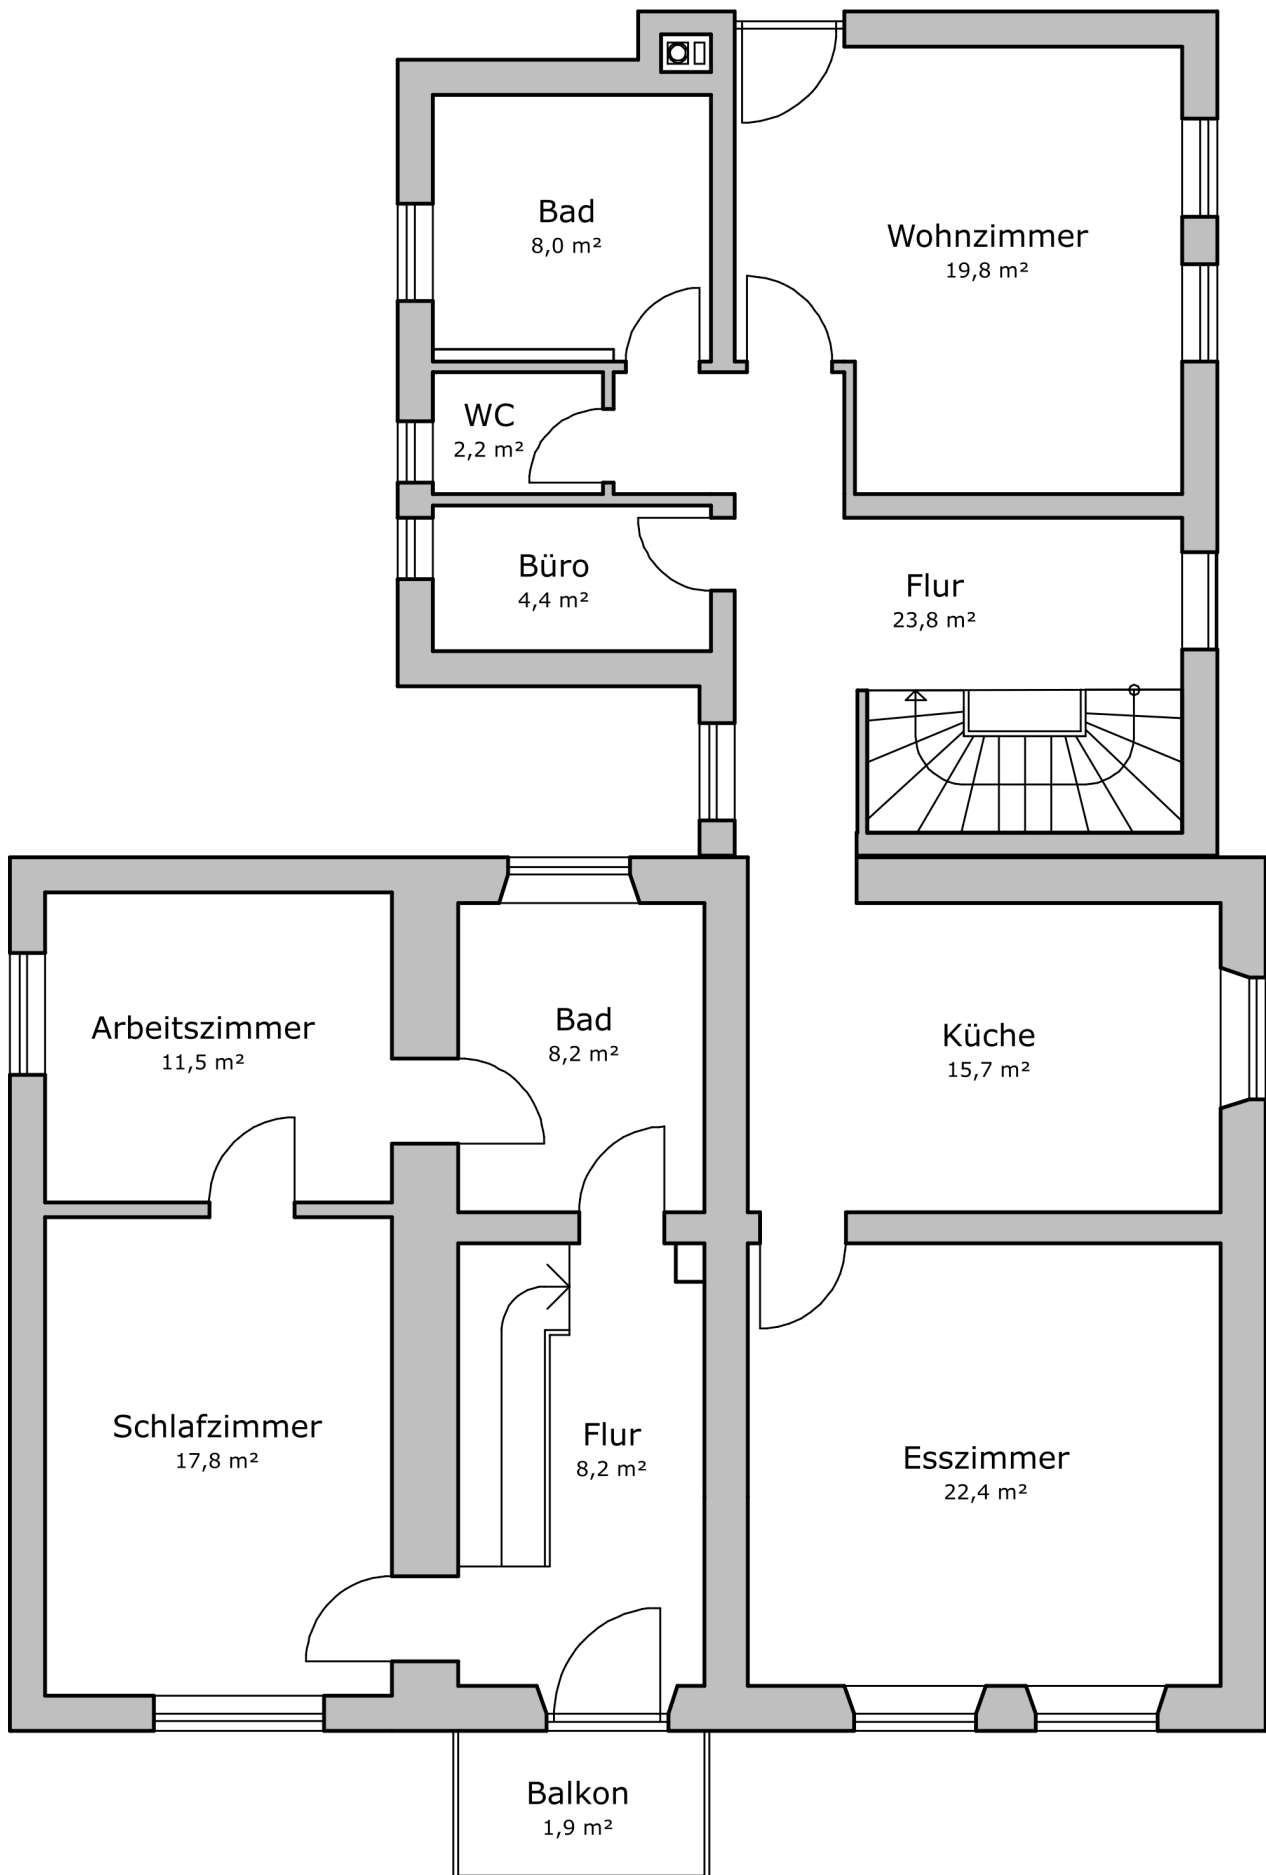 Bad
8,0 m²
Wohnzimmer
19,8 m²
WC
2,2 m²
Büro
4,4 m²
Flur
23,8 m²
Arbeitszimmer
11,5 m²
Bad
8,2 m²
Küche
15,7 m²
Schlafzimmer
17,8 m²
Flur
8,2 m²
Esszimmer
22,4 m²
Balkon
1,9 m²